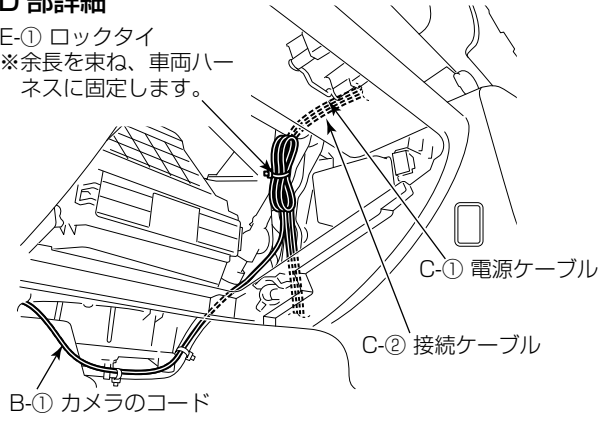 D 部詳細
E-① ロックタイ
※余長を束ね、車両ハー
ネスに固定します。
C-① 電源ケーブル
C-② 接続ケーブル
B-① カメラのコード